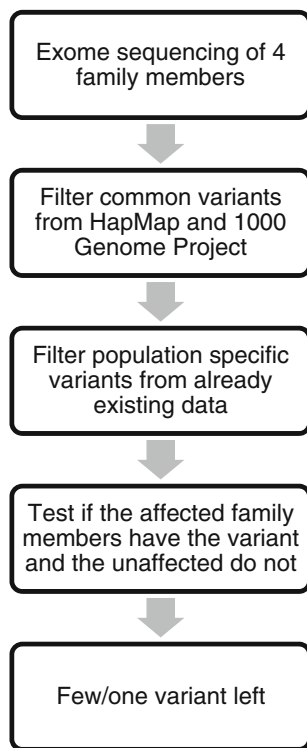 Exome sequencing of 4
family members
Filter common variants
from HapMap and 1000
Genome Project
Filter population specific
variants from already
existing data
Test if the affected family
members have the variant
and the unaffected do not
Few/one variant left